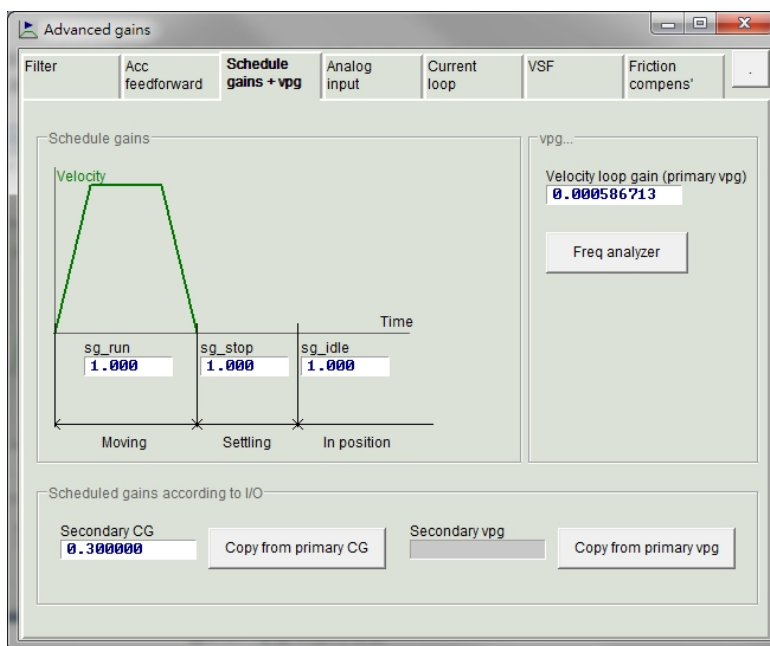 Advanced gains
Filter
Acc
feedforward
Schedule
gains + vpg
Analog
input
Current
loop
VSF
Friction
compens'
.
Schedule gains
Velocity
Time
sg_run
sg_stop
sg_idle
1.000
1.000
1.000
Moving
Settling
In position
vpg...
Velocity loop gain (primary vpg)
0.000586713
Freq analyzer
Scheduled gains according to I/O
Secondary CG
0.300000
Copy from primary CG
Secondary vpg
Copy from primary vpg